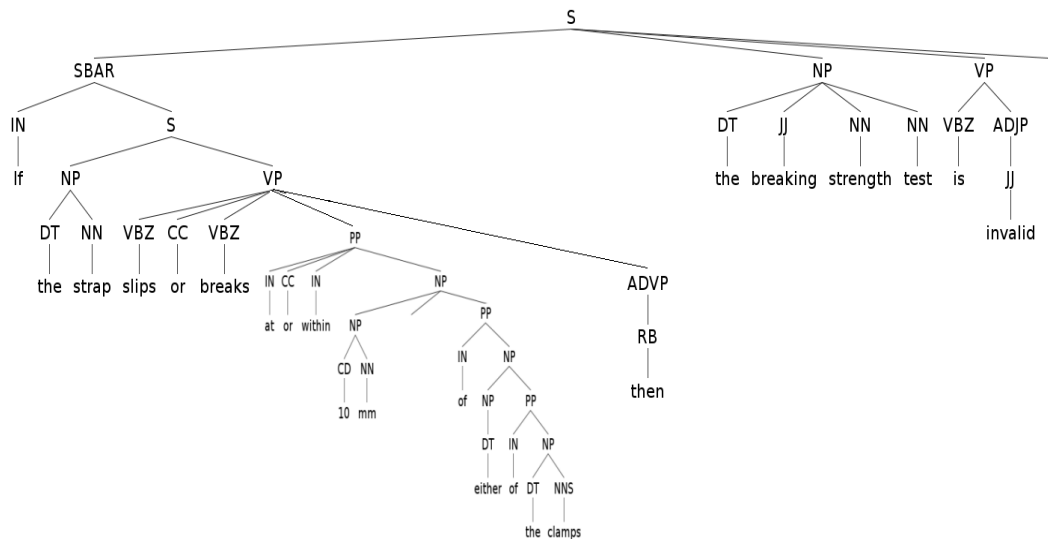 S
SBAR NP VP
IN S DT JJ NN NN VBZ ADJP
If NP VP the breaking strength test is JJ
DT NN VBZ CC VBZ PP invalid
the strap slips or breaks IN CC IN NP ADVP
at or within NP PP RB
CD NN IN NP then
10 mm of NP PP
DT IN NP
either of DT NNS
the clamps